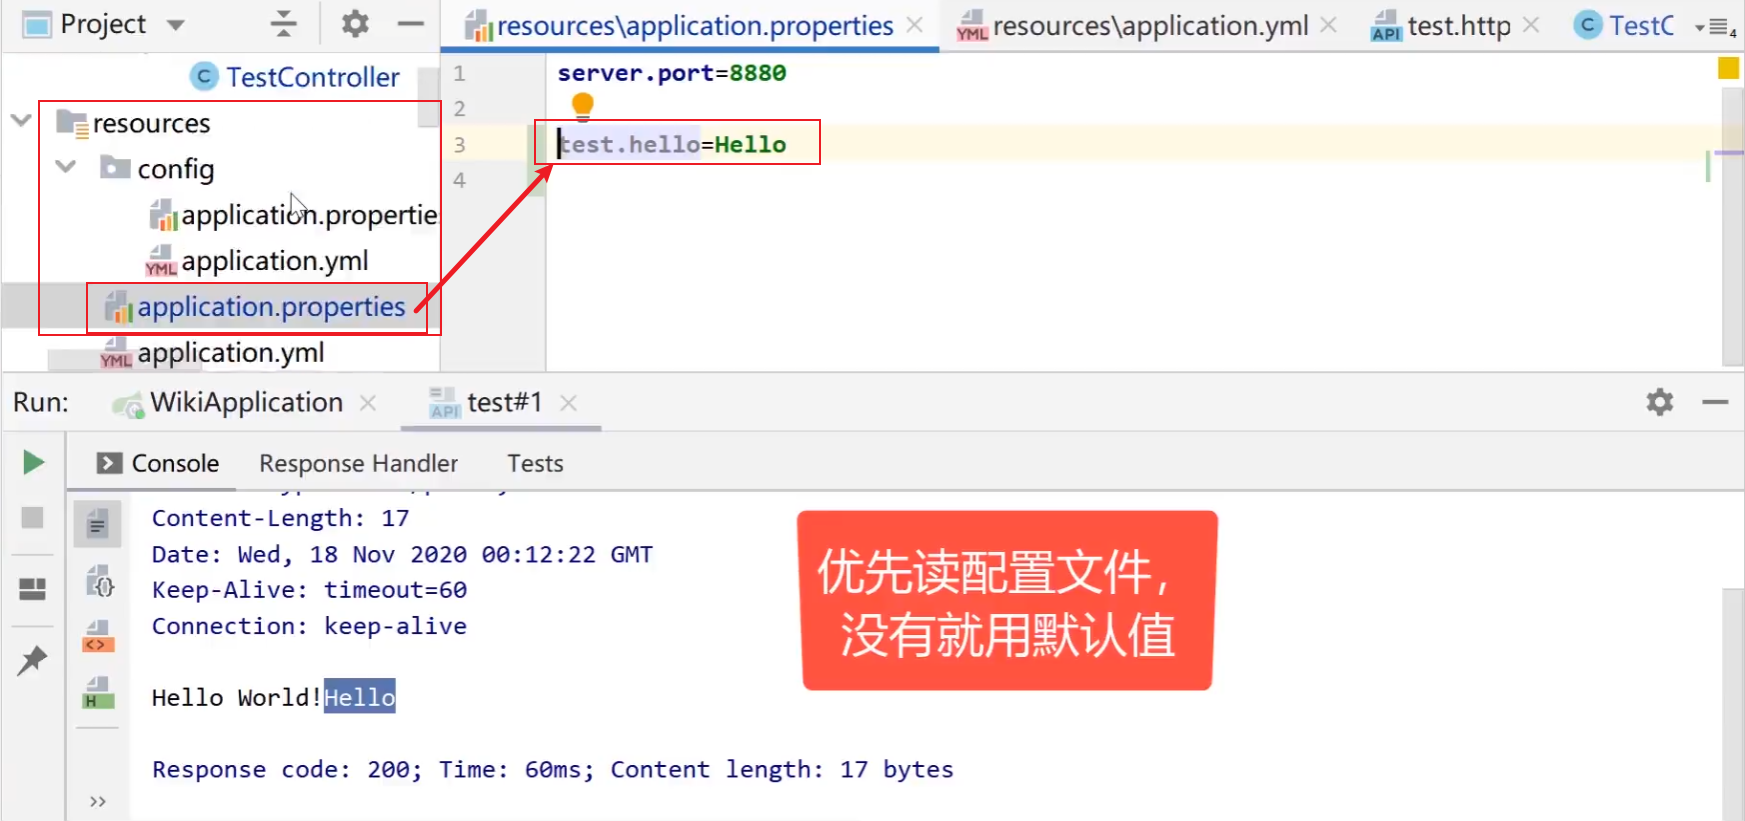 Project
resources\application.properties
resources\application.yml
test.http
TestC
4
TestController
resources
config
application.propertie
application.yml
application.properties
application.yml
1 server.port=8880
2
3 test.hello=Hello
4
Run:
WikiApplication
test#1
Console
Response Handler
Tests
Content-Length: 17
Date: Wed, 18 Nov 2020 00:12:22 GMT
Keep-Alive: timeout=60
Connection: keep-alive
Hello World!Hello
Response code: 200; Time: 60ms; Content length: 17 bytes
优先读配置文件，
没有就用默认值